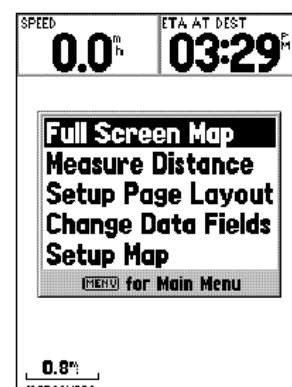 SPEED
0.0 m h
ETA AT DEST
03:29 P M
Full Screen Map
Measure Distance
Setup Page Layout
Change Data Fields
Setup Map
MENU for Main Menu
0.8 m